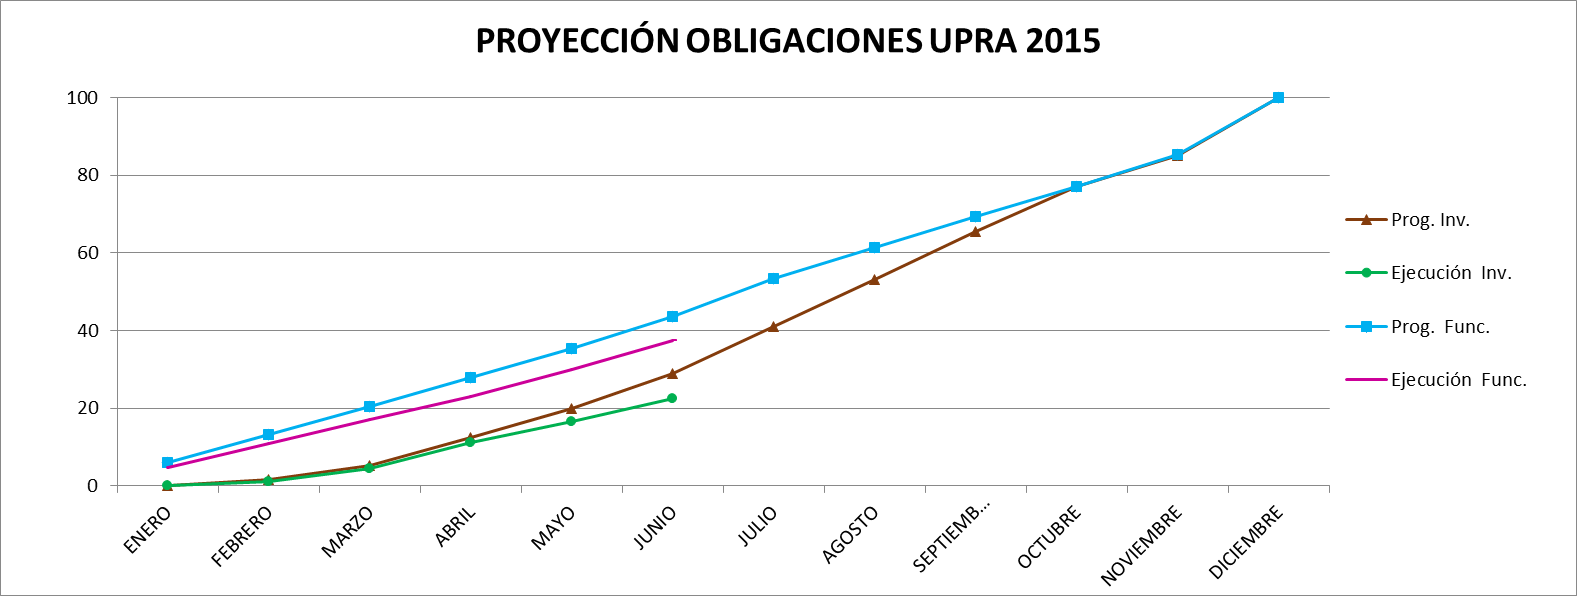 PROYECCIÓN OBLIGACIONES UPRA 2015
100
80
60
40
20
0
ENERO
FEBRERO
MARZO
ABRIL
MAYO
JUNIO
JULIO
AGOSTO
SEPTIEMB...
OCTUBRE
NOVIEMBRE
DICIEMBRE
Prog. Inv.
Ejecución Inv.
Prog. Func.
Ejecución Func.